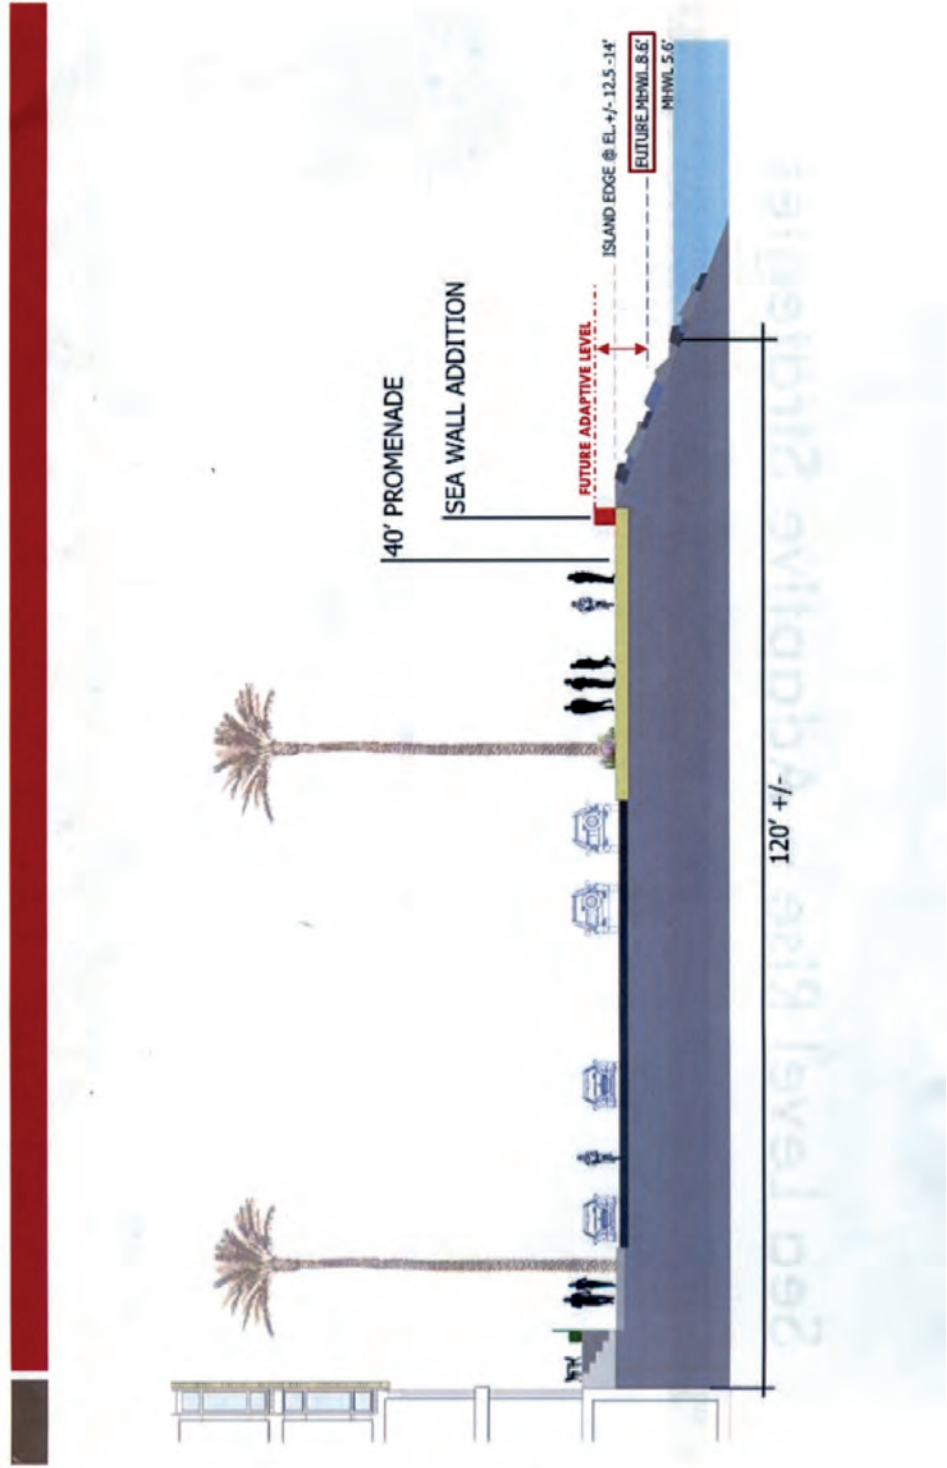 40' PROMENADE
SEA WALL ADDITION
FUTURE ADAPTIVE LEVEL
ISLAND EDGE @ EL.+/- 12.5 -14'
FUTURE MHWL 8.6'
MHWL 5.6'
120' +/-
Sea Level Rise Adaptive Strategies